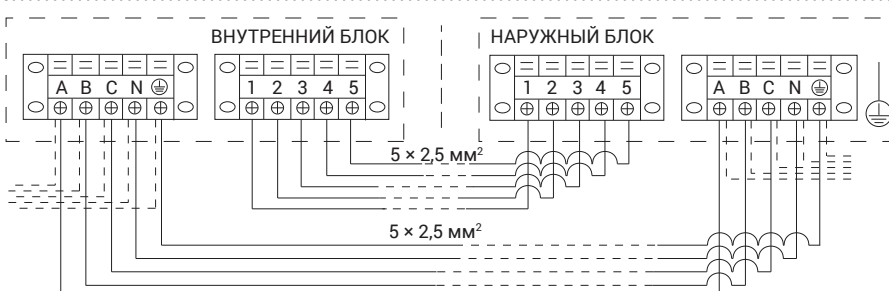 ВНУТРЕННИЙ БЛОК
НАРУЖНЫЙ БЛОК
A B C N
1 2 3 4 5
1 2 3 4 5
A B C N
5 × 2,5 мм²
5 × 2,5 мм²